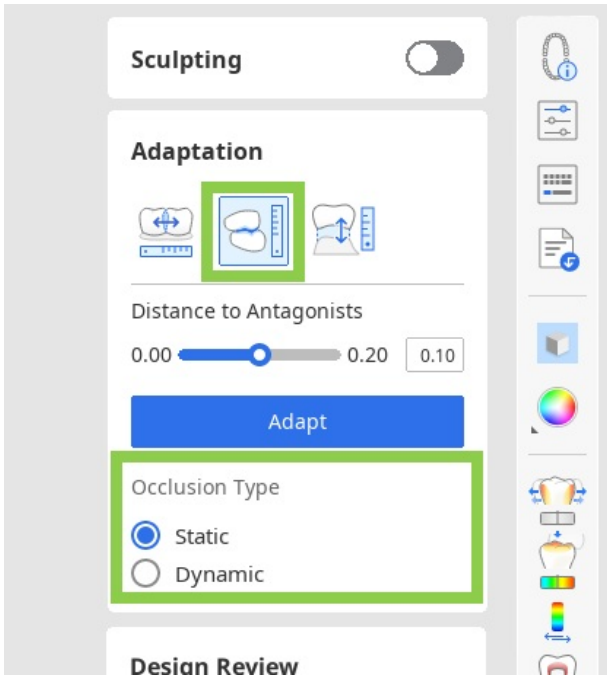 Sculpting
Adaptation
Distance to Antagonists
0.00 0.20 0.10
Adapt
Occlusion Type
Static
Dynamic
Design Review